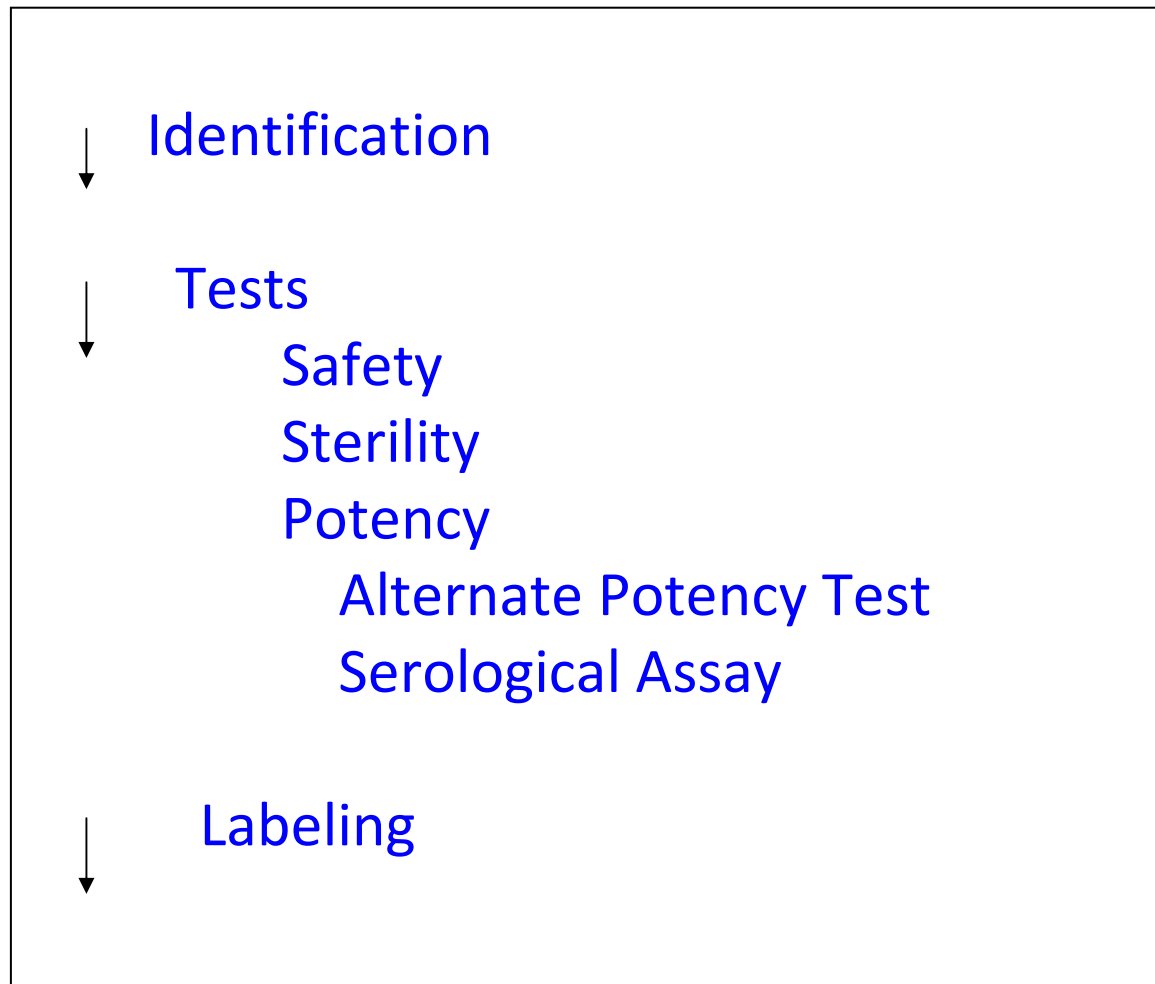 Identification
Tests
Safety
Sterility
Potency
Alternate Potency Test
Serological Assay
Labeling